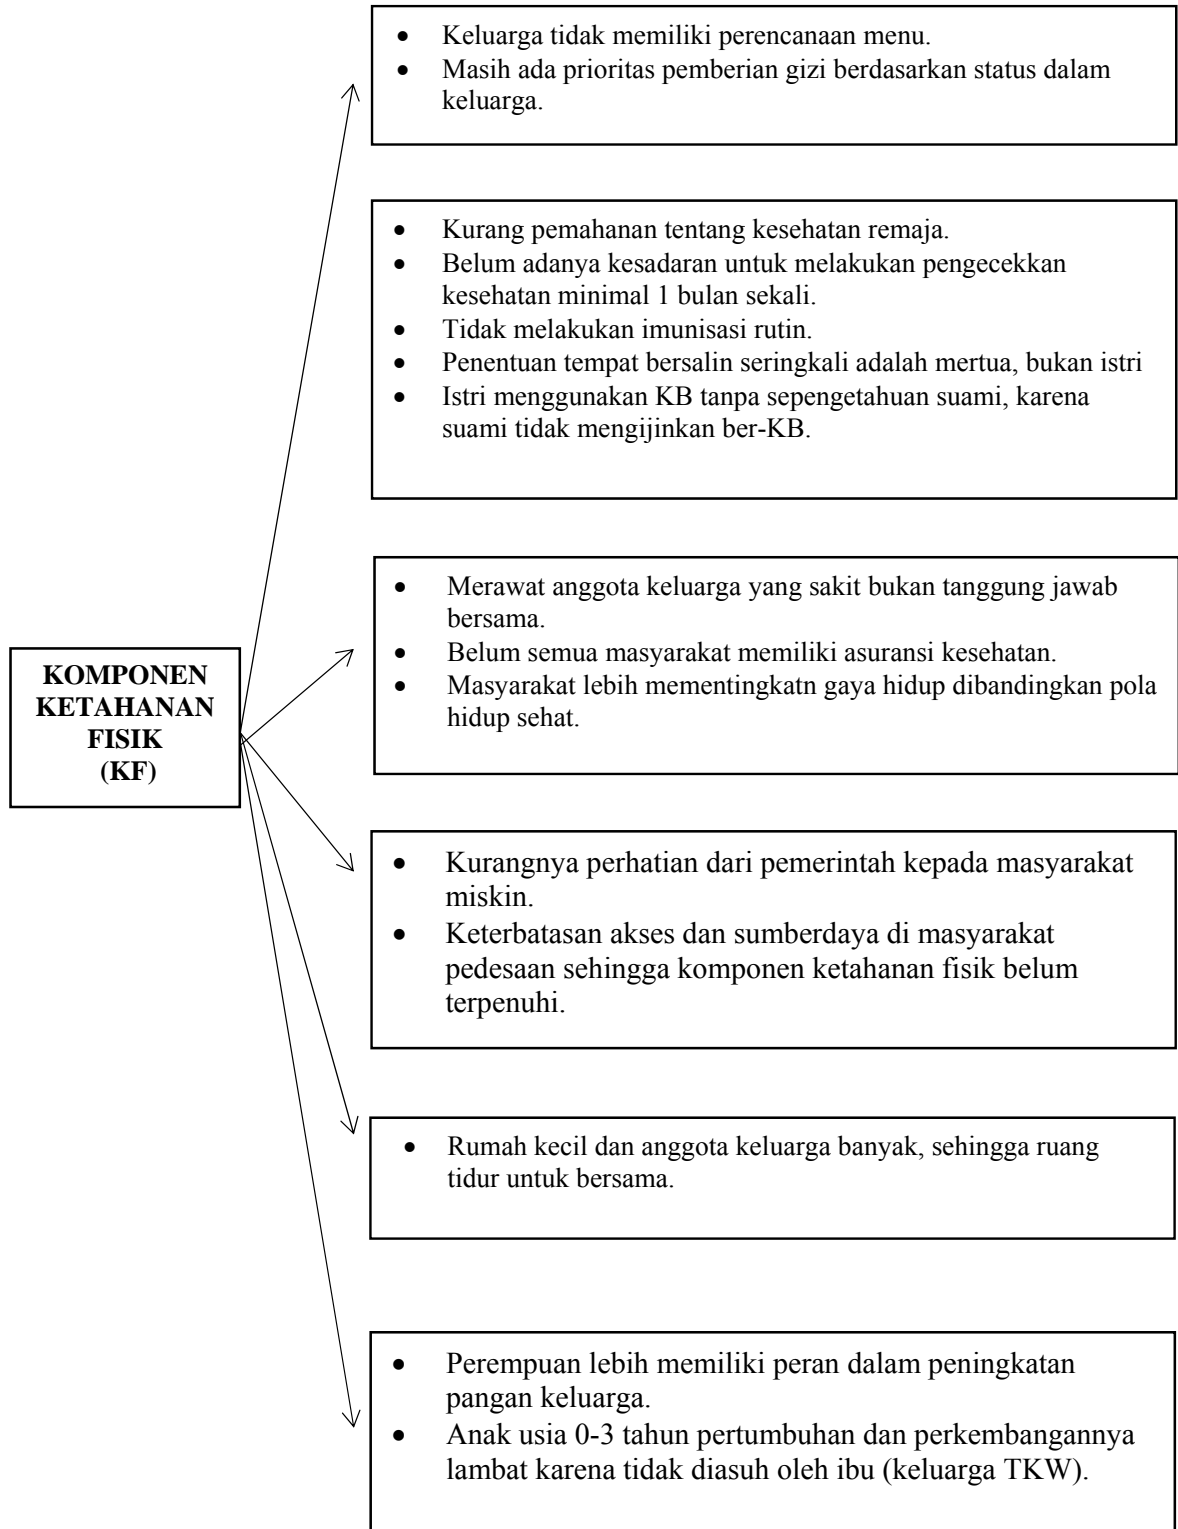 • Keluarga tidak memiliki perencanaan menu.
• Masih ada prioritas pemberian gizi berdasarkan status dalam
keluarga.
• Kurang pemahanan tentang kesehatan remaja.
• Belum adanya kesadaran untuk melakukan pengecekkan
kesehatan minimal 1 bulan sekali.
• Tidak melakukan imunisasi rutin.
• Penentuan tempat bersalin seringkali adalah mertua, bukan istri
• Istri menggunakan KB tanpa sepengetahuan suami, karena
suami tidak mengijinkan ber-KB.
• Merawat anggota keluarga yang sakit bukan tanggung jawab
bersama.
• Belum semua masyarakat memiliki asuransi kesehatan.
• Masyarakat lebih mementingkatn gaya hidup dibandingkan pola
hidup sehat.
KOMPONEN
KETAHANAN
FISIK
(KF)
• Kurangnya perhatian dari pemerintah kepada masyarakat
miskin.
• Keterbatasan akses dan sumberdaya di masyarakat
pedesaan sehingga komponen ketahanan fisik belum
terpenuhi.
• Rumah kecil dan anggota keluarga banyak, sehingga ruang
tidur untuk bersama.
• Perempuan lebih memiliki peran dalam peningkatan
pangan keluarga.
• Anak usia 0-3 tahun pertumbuhan dan perkembangannya
lambat karena tidak diasuh oleh ibu (keluarga TKW).